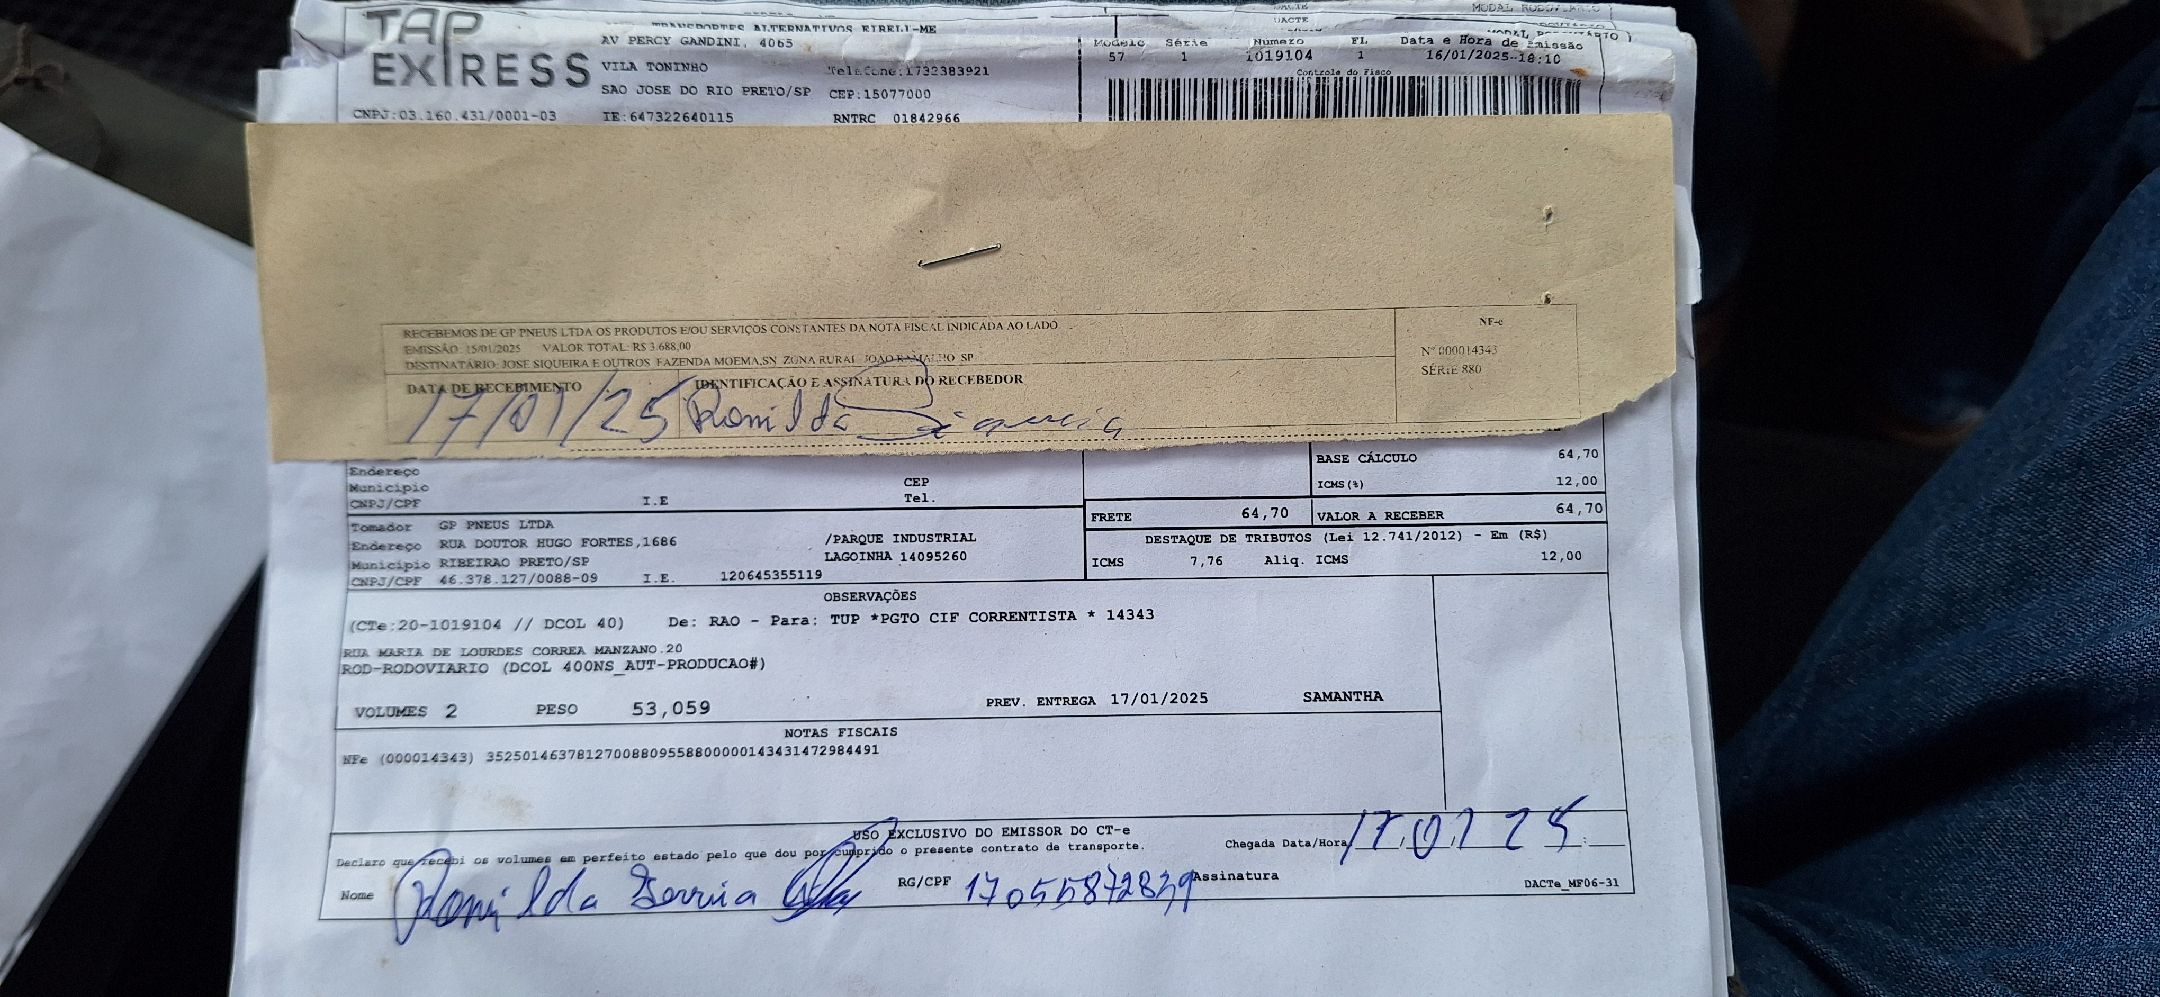 TAP
EXPRESS
TRANSPORTES ALTERNATIVOS EIRELI-ME
AV PERCY GANDINI, 4065
VILA TONINHO Telefone:1732383921
SAO JOSE DO RIO PRETO/SP CEP:15077000
CNPJ:03.160.431/0001-03 IE:647322640115 RNTRC 01842966
DACTE
MODAL RODOVIÁRIO
Modelo Série Número FL Data e Hora de Emissão
57 1 1019104 1 16/01/2025-18:10
Controle do Fisco
RECEBEMOS DE GP PNEUS LTDA OS PRODUTOS E/OU SERVIÇOS CONSTANTES DA NOTA FISCAL INDICADA AO LADO
EMISSÃO: 15/01/2025 VALOR TOTAL: R$ 3.688,00
DESTINATÁRIO: JOSE SIQUEIRA E OUTROS FAZENDA MOEMA,SN ZONA RURAL JOAO RAMALHO SP
NF-e
Nº 000014343
SÉRIE 880
DATA DE RECEBIMENTO IDENTIFICAÇÃO E ASSINATURA DO RECEBEDOR
17/01/25 Romilda Siqueira
Endereço
Município CEP
CNPJ/CPF I.E Tel.
BASE CÁLCULO 64,70
ICMS(%) 12,00
FRETE 64,70 VALOR A RECEBER 64,70
Tomador GP PNEUS LTDA
Endereço RUA DOUTOR HUGO FORTES,1686 /PARQUE INDUSTRIAL
Município RIBEIRAO PRETO/SP LAGOINHA 14095260
CNPJ/CPF 46.378.127/0088-09 I.E. 120645355119
DESTAQUE DE TRIBUTOS (Lei 12.741/2012) - Em (R$)
ICMS 7,76 Aliq. ICMS 12,00
OBSERVAÇÕES
(CTe:20-1019104 // DCOL 40) De: RAO - Para: TUP *PGTO CIF CORRENTISTA * 14343
RUA MARIA DE LOURDES CORREA MANZANO.20
ROD-RODOVIARIO (DCOL 400NS_AUT-PRODUCAO#)
VOLUMES 2 PESO 53,059 PREV. ENTREGA 17/01/2025 SAMANTHA
NOTAS FISCAIS
NFe (000014343) 35250146378127008809558800000143431472984491
USO EXCLUSIVO DO EMISSOR DO CT-e
Declaro que recebi os volumes em perfeito estado pelo que dou por cumprido o presente contrato de transporte.
Chegada Data/Hora 17 01 25
Nome Romilda RG/CPF 17055872839 Assinatura
DACTe_MF06-31